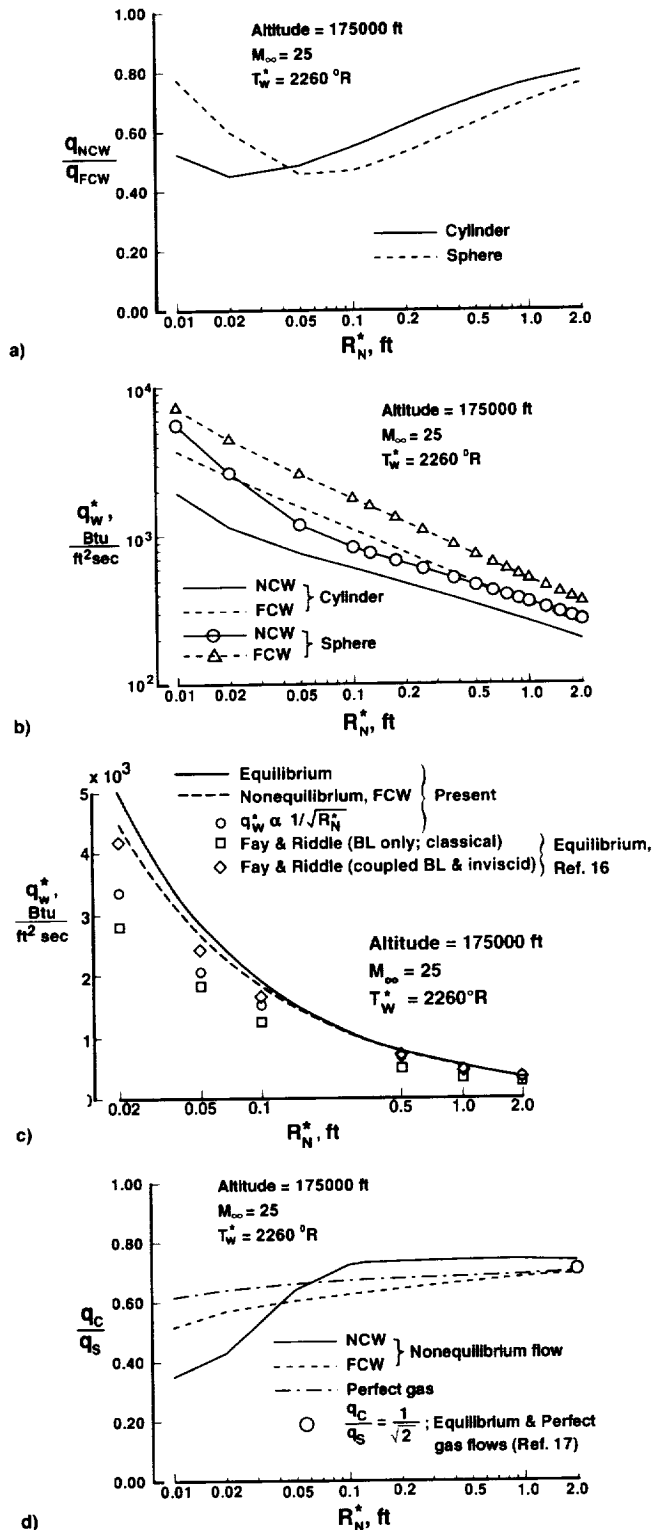 Altitude = 175000 ft
M∞ = 25
T*w = 2260 °R
1.00
0.80
0.60
0.40
0.20
0.00
qNCW
qFCW
Cylinder
Sphere
0.01 0.02 0.05 0.1 0.2 0.5 1.0 2.0
R*N, ft
a)
Altitude = 175000 ft
M∞ = 25
T*w = 2260 °R
10^4
10^3
10^2
q*w,
Btu
ft²sec
NCW
FCW
Cylinder
NCW
FCW
Sphere
0.01 0.02 0.05 0.1 0.2 0.5 1.0 2.0
R*N, ft
b)
x 10^3
5
4
3
2
1
q*w,
Btu
ft² sec
Equilibrium
Nonequilibrium, FCW
q*w α 1/√R*N
Present
Fay & Riddle (BL only; classical)
Fay & Riddle (coupled BL & inviscid)
Equilibrium,
Ref. 16
Altitude = 175000 ft
M∞ = 25
T*W = 2260°R
0.02 0.05 0.1 0.5 1.0 2.0
R*N, ft
c)
Altitude = 175000 ft
M∞ = 25
T*w = 2260 °R
1.00
0.80
0.60
0.40
0.20
0.00
qC
qS
NCW
FCW
Nonequilibrium flow
Perfect gas
qC/qS = 1/√2 ; Equilibrium & Perfect
gas flows (Ref. 17)
0.01 0.02 0.05 0.1 0.2 0.5 1.0 2.0
R*N, ft
d)